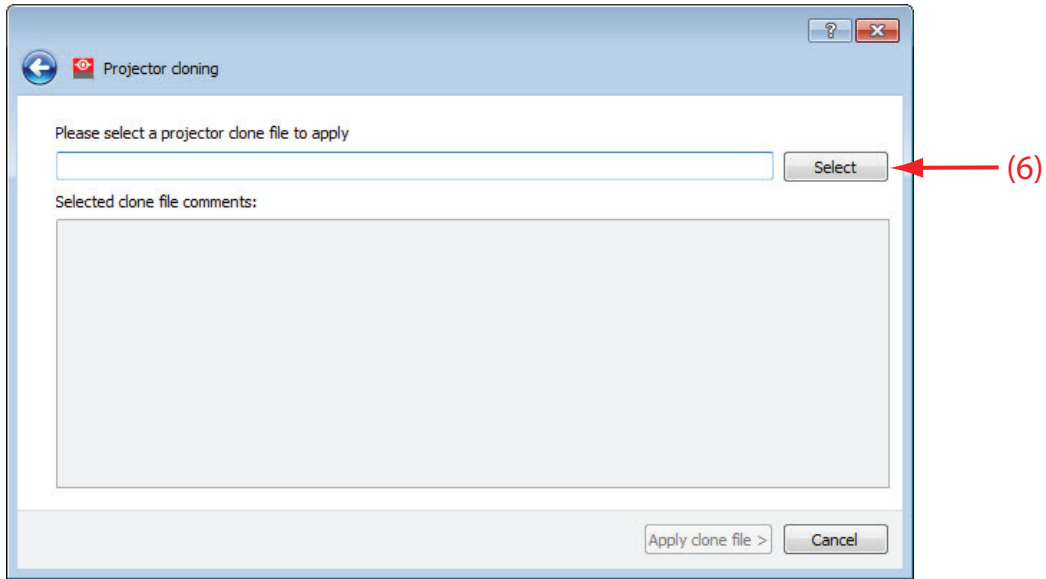 ?
Projector cloning
Please select a projector clone file to apply
Select
(6)
Selected clone file comments:
Apply clone file >
Cancel